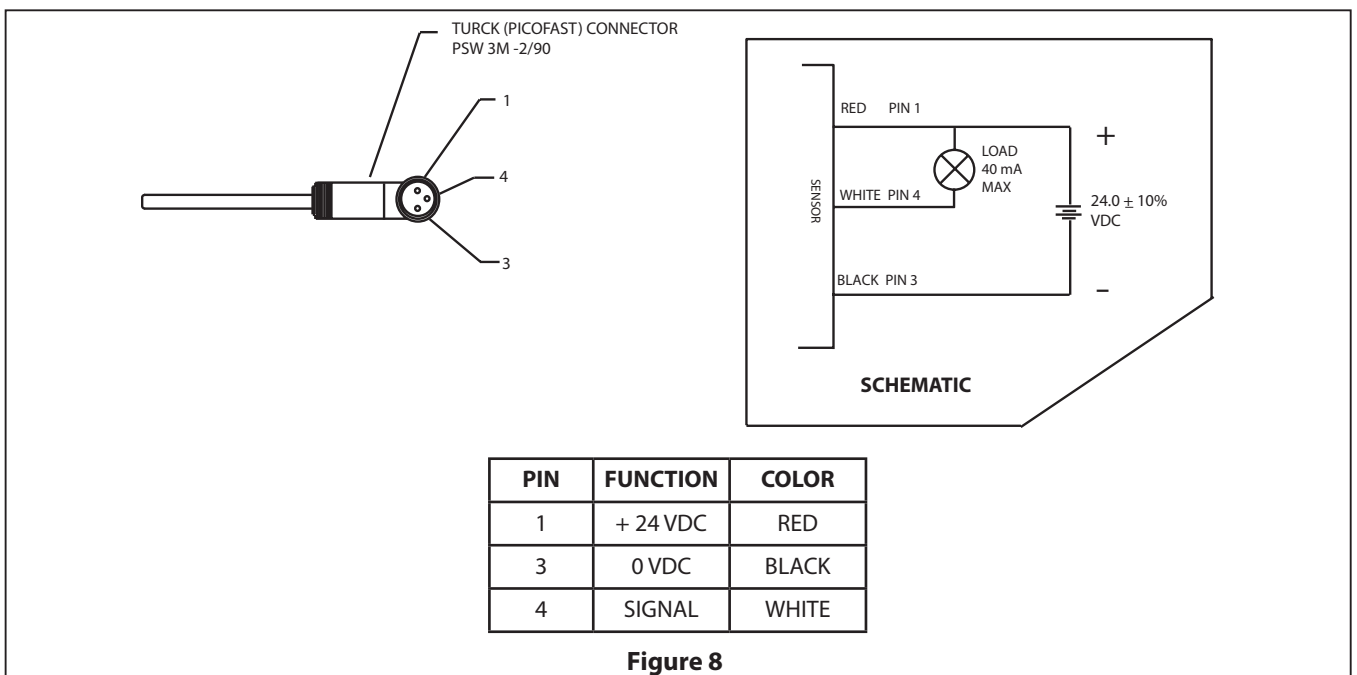 TURCK (PICOFAST) CONNECTOR
PSW 3M -2/90
1
4
3
RED PIN 1
+
LOAD
40 mA
MAX
SENSOR
WHITE PIN 4
24.0 ± 10%
VDC
BLACK PIN 3
–
SCHEMATIC
PIN FUNCTION COLOR
1 + 24 VDC RED
3 0 VDC BLACK
4 SIGNAL WHITE
Figure 8